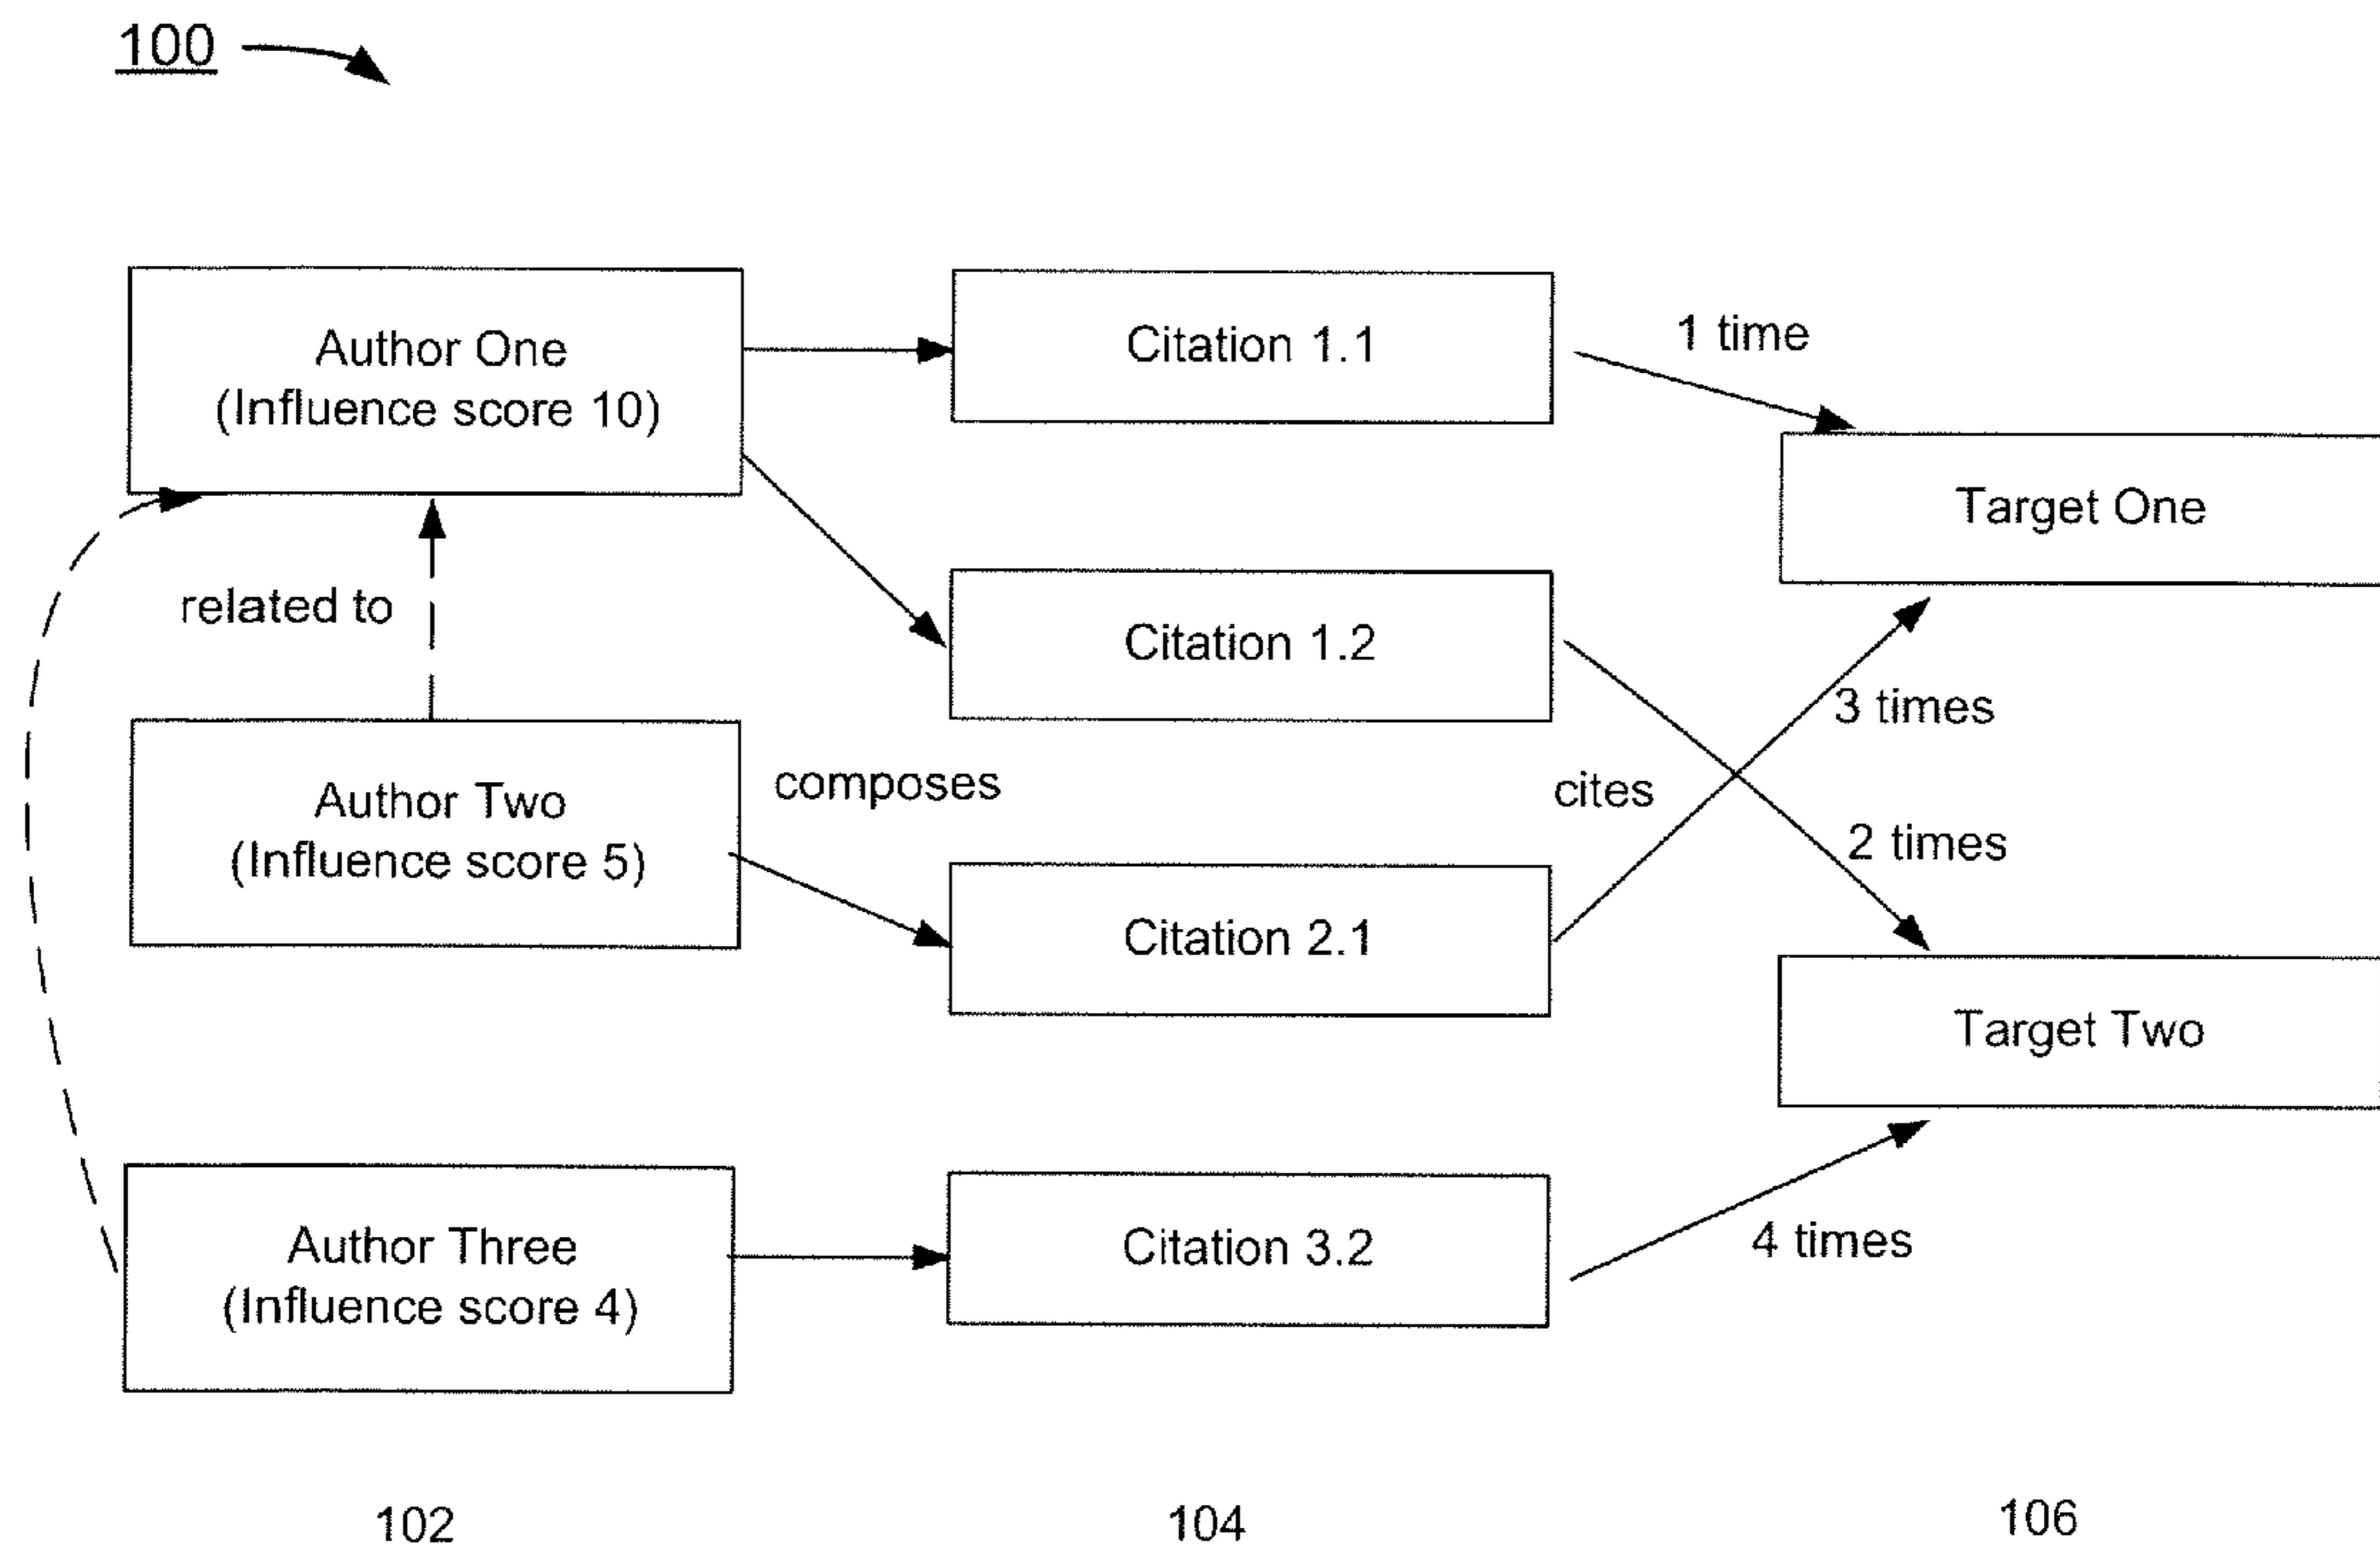 100
Author One
(Influence score 10)
Citation 1.1
1 time
Target One
related to
Citation 1.2
3 times
Author Two
(Influence score 5)
composes
cites
2 times
Citation 2.1
Target Two
Author Three
(Influence score 4)
Citation 3.2
4 times
102
104
106